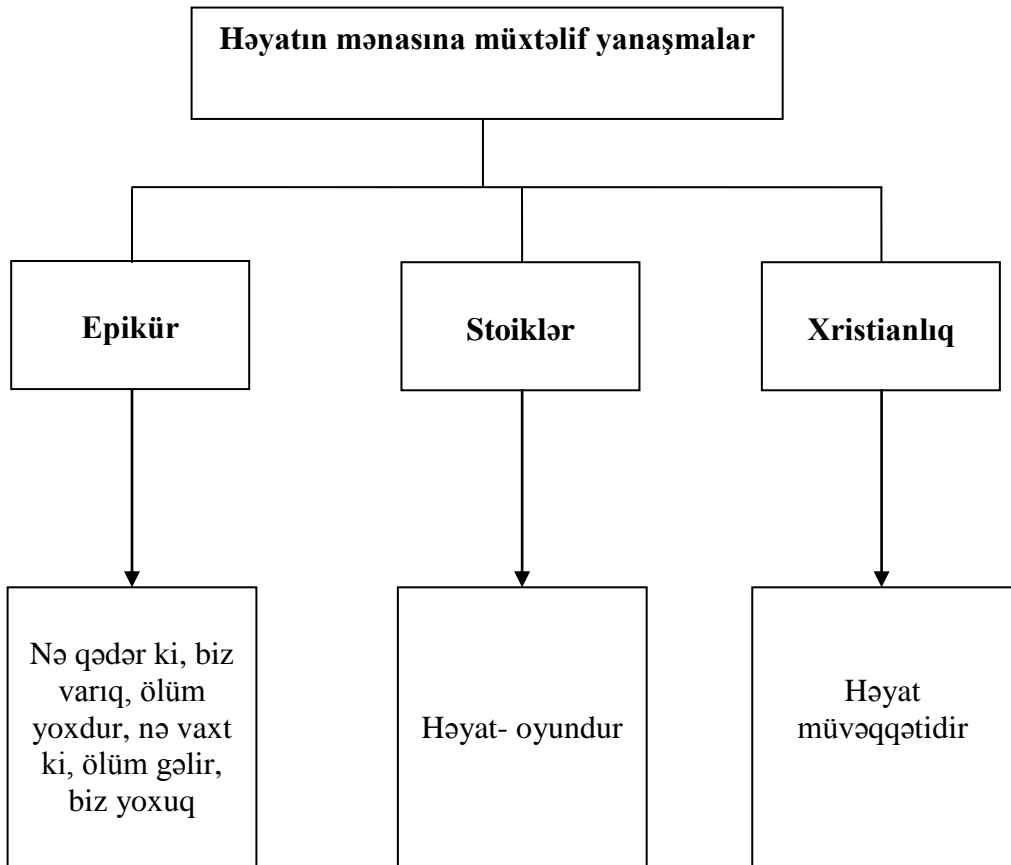 Həyatın mənasına müxtəlif yanaşmalar
Epikür
Stoiklər
Xristianlıq
Nə qədər ki, biz
varıq, ölüm
yoxdur, nə vaxt
ki, ölüm gəlir,
biz yoxuq
Həyat- oyundur
Həyat
müvəqqətidir